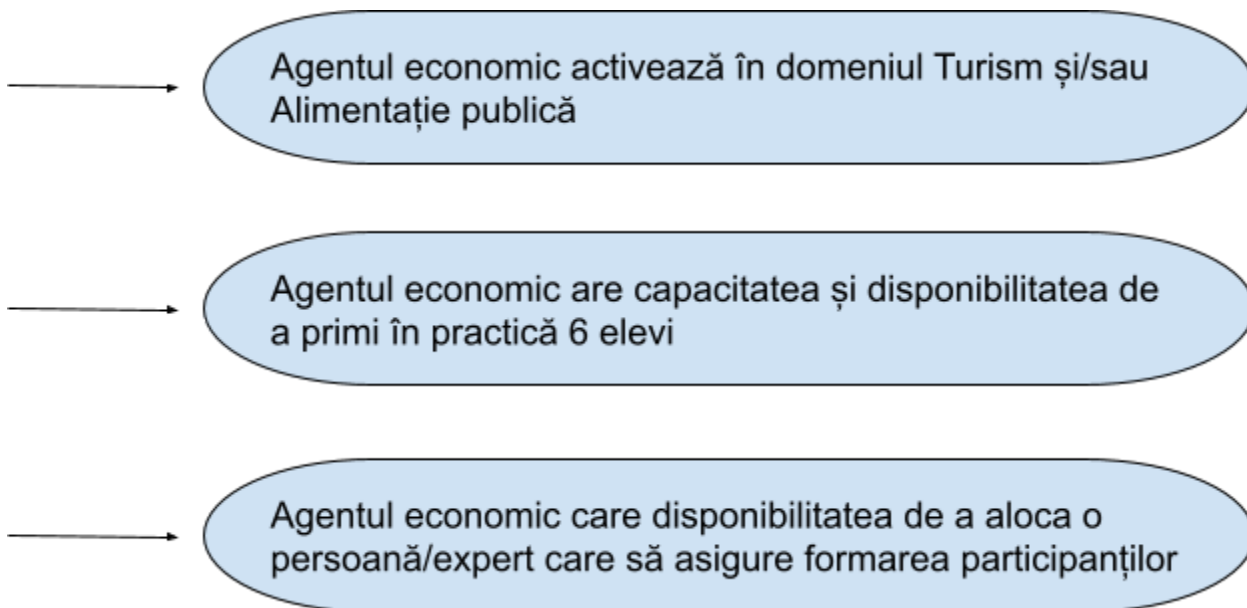 Agentul economic activează în domeniul Turism și/sau
Alimentație publică
Agentul economic are capacitatea și disponibilitatea de
a primi în practică 6 elevi
Agentul economic care disponibilitatea de a aloca o
persoană/expert care să asigure formarea participanților